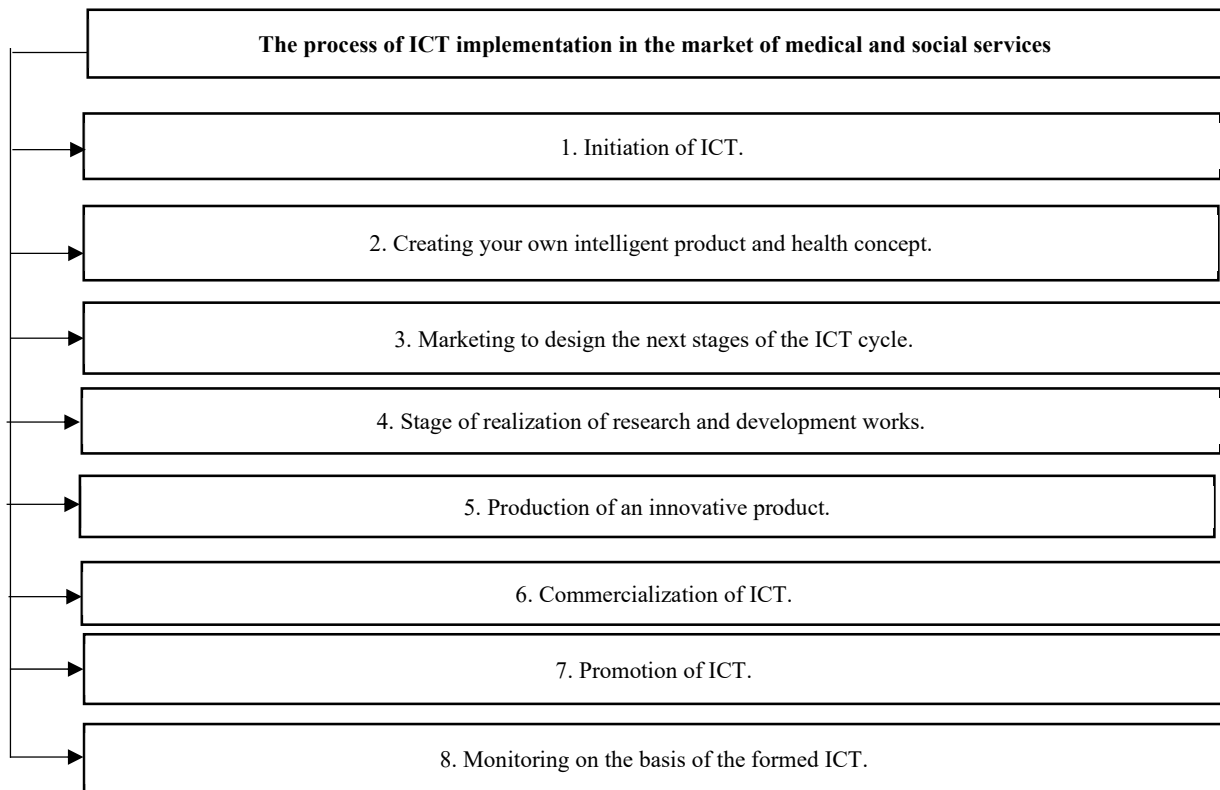 The process of ICT implementation in the market of medical and social services
1. Initiation of ICT.
2. Creating your own intelligent product and health concept.
3. Marketing to design the next stages of the ICT cycle.
4. Stage of realization of research and development works.
5. Production of an innovative product.
6. Commercialization of ICT.
7. Promotion of ICT.
8. Monitoring on the basis of the formed ICT.